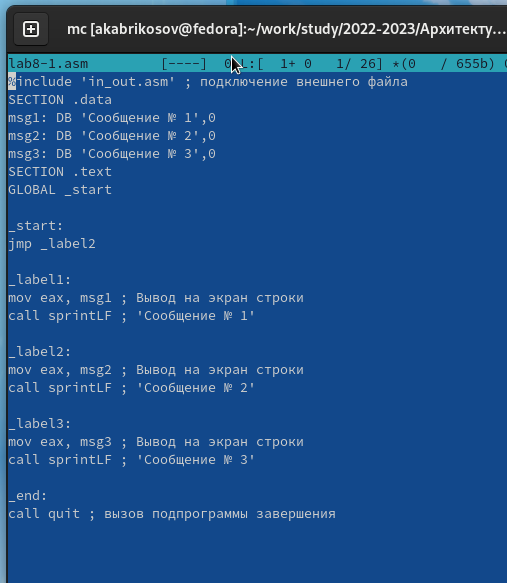 mc [akabrikosov@fedora]:~/work/study/2022-2023/Архитекту...
lab8-1.asm [----] 0 L:[ 1+ 0 1/ 26] *(0 / 655b)
%include 'in_out.asm' ; подключение внешнего файла
SECTION .data
msg1: DB 'Сообщение № 1',0
msg2: DB 'Сообщение № 2',0
msg3: DB 'Сообщение № 3',0
SECTION .text
GLOBAL _start
_start:
jmp _label2
_label1:
mov eax, msg1 ; Вывод на экран строки
call sprintLF ; 'Сообщение № 1'
_label2:
mov eax, msg2 ; Вывод на экран строки
call sprintLF ; 'Сообщение № 2'
_label3:
mov eax, msg3 ; Вывод на экран строки
call sprintLF ; 'Сообщение № 3'
_end:
call quit ; вызов подпрограммы завершения